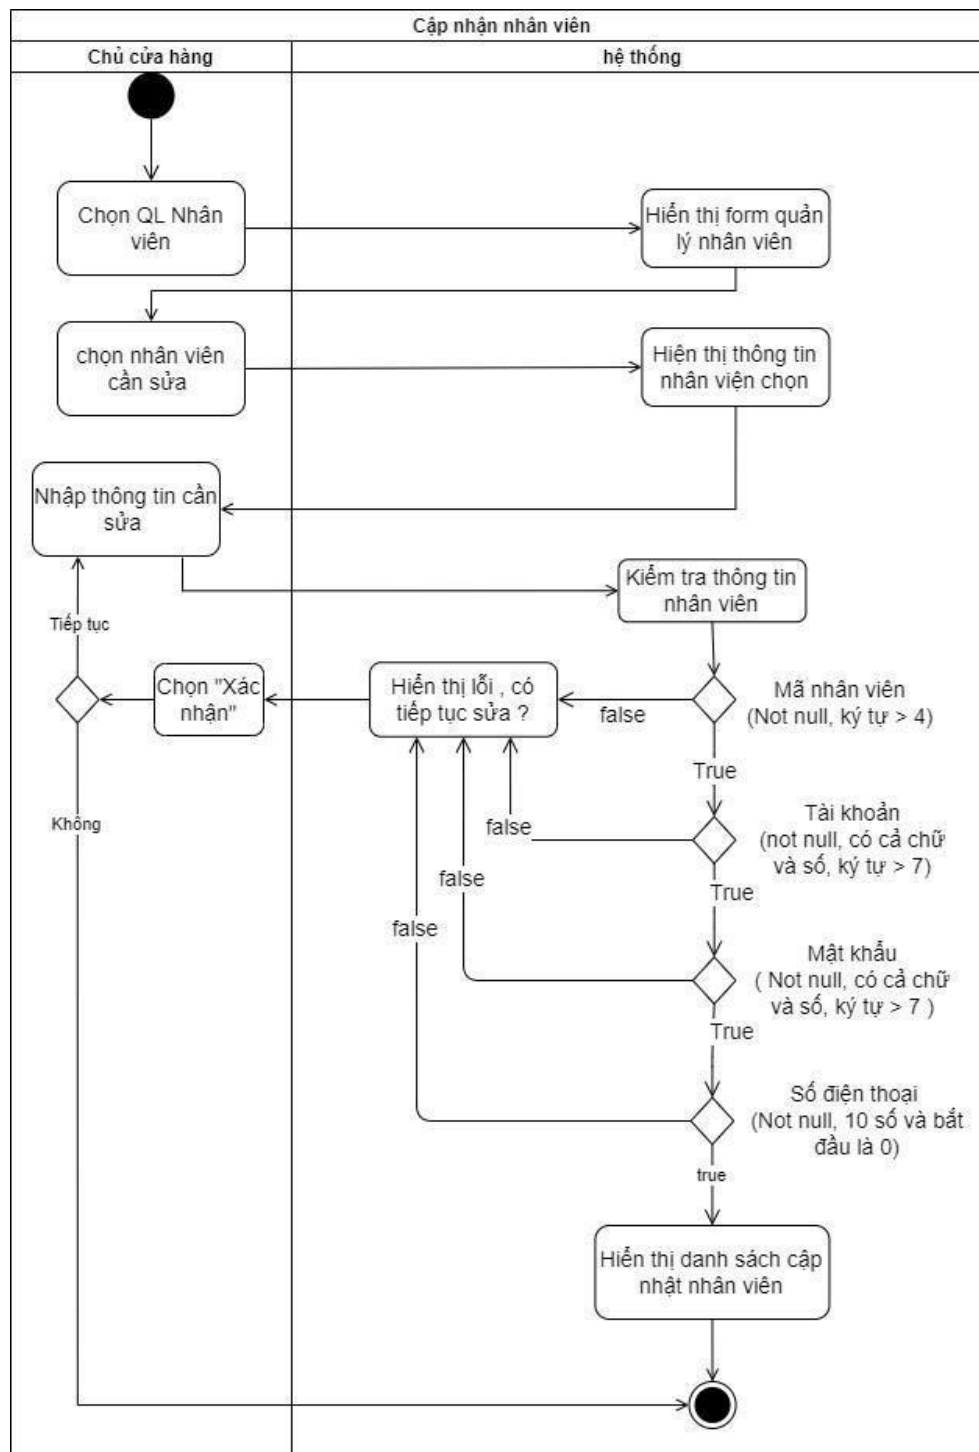 Cập nhận nhân viên
Chủ cửa hàng
hệ thống
Chọn QL Nhân
viên
Hiển thị form quản
lý nhân viên
chọn nhân viên
cần sửa
Hiện thị thông tin
nhân viện chọn
Nhập thông tin cần
sửa
Kiểm tra thông tin
nhân viên
Tiếp tục
Chọn "Xác
nhận"
Hiển thị lỗi , có
tiếp tục sửa ?
false
Mã nhân viên
(Not null, ký tự > 4)
True
Không
false
Tài khoản
(not null, có cả chữ
và số, ký tự > 7)
false
True
false
Mật khẩu
( Not null, có cả chữ
và số, ký tự > 7 )
True
Số điện thoại
(Not null, 10 số và bắt
đầu là 0)
true
Hiển thị danh sách cập
nhật nhân viên